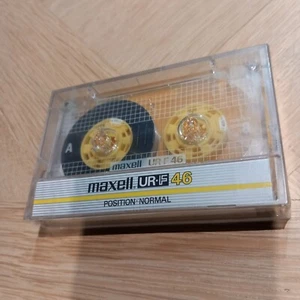 A
maxell UR-F 46
maxell UR-F 46
POSITION·NORMAL